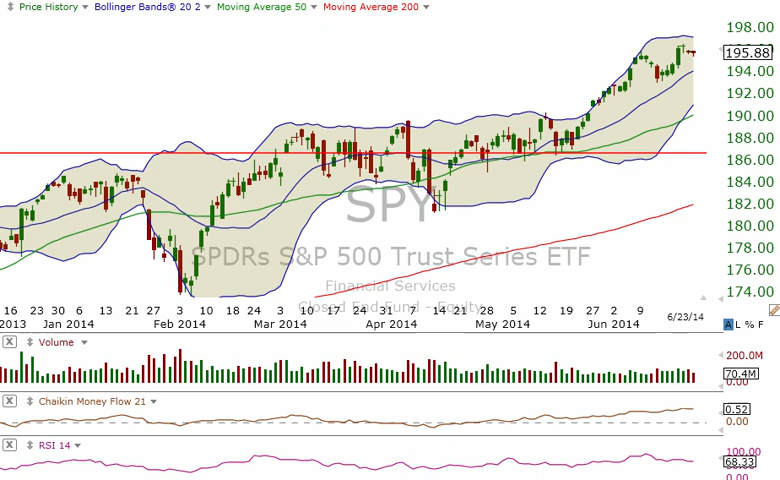 Price History Bollinger Bands® 20 2 Moving Average 50 Moving Average 200
198.00
195.88
194.00
192.00
190.00
188.00
186.00
184.00
182.00
180.00
178.00
176.00
174.00
SPY
SPDRs S&P 500 Trust Series ETF
Financial Services
Closed End Fund - Equity
16 23 30 6 13 21 27 3 10 18 24 3 10 17 24 31 7 14 21 28 5 12 19 27 2 9 6/23/14
2013 Jan 2014 Feb 2014 Mar 2014 Apr 2014 May 2014 Jun 2014
A L % F
X Volume
200.0M
70.4M
0.00
X Chaikin Money Flow 21
0.52
0.00
X RSI 14
100.00
68.33
0.00